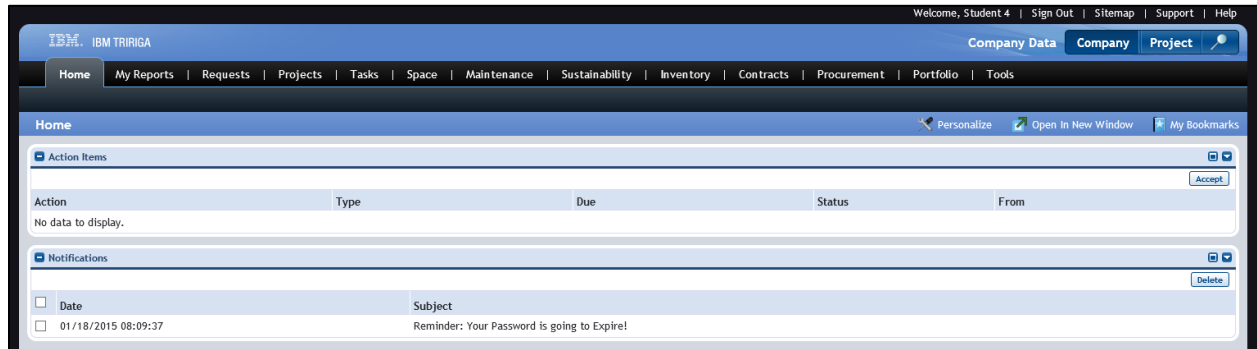 Welcome, Student 4 | Sign Out | Sitemap | Support | Help
IBM. IBM TRIRIGA
Company Data Company Project
Home My Reports | Requests | Projects | Tasks | Space | Maintenance | Sustainability | Inventory | Contracts | Procurement | Portfolio | Tools
Home Personalize Open In New Window My Bookmarks
Action Items
Accept
Action Type Due Status From
No data to display.
Notifications
Delete
Date Subject
01/18/2015 08:09:37 Reminder: Your Password is going to Expire!